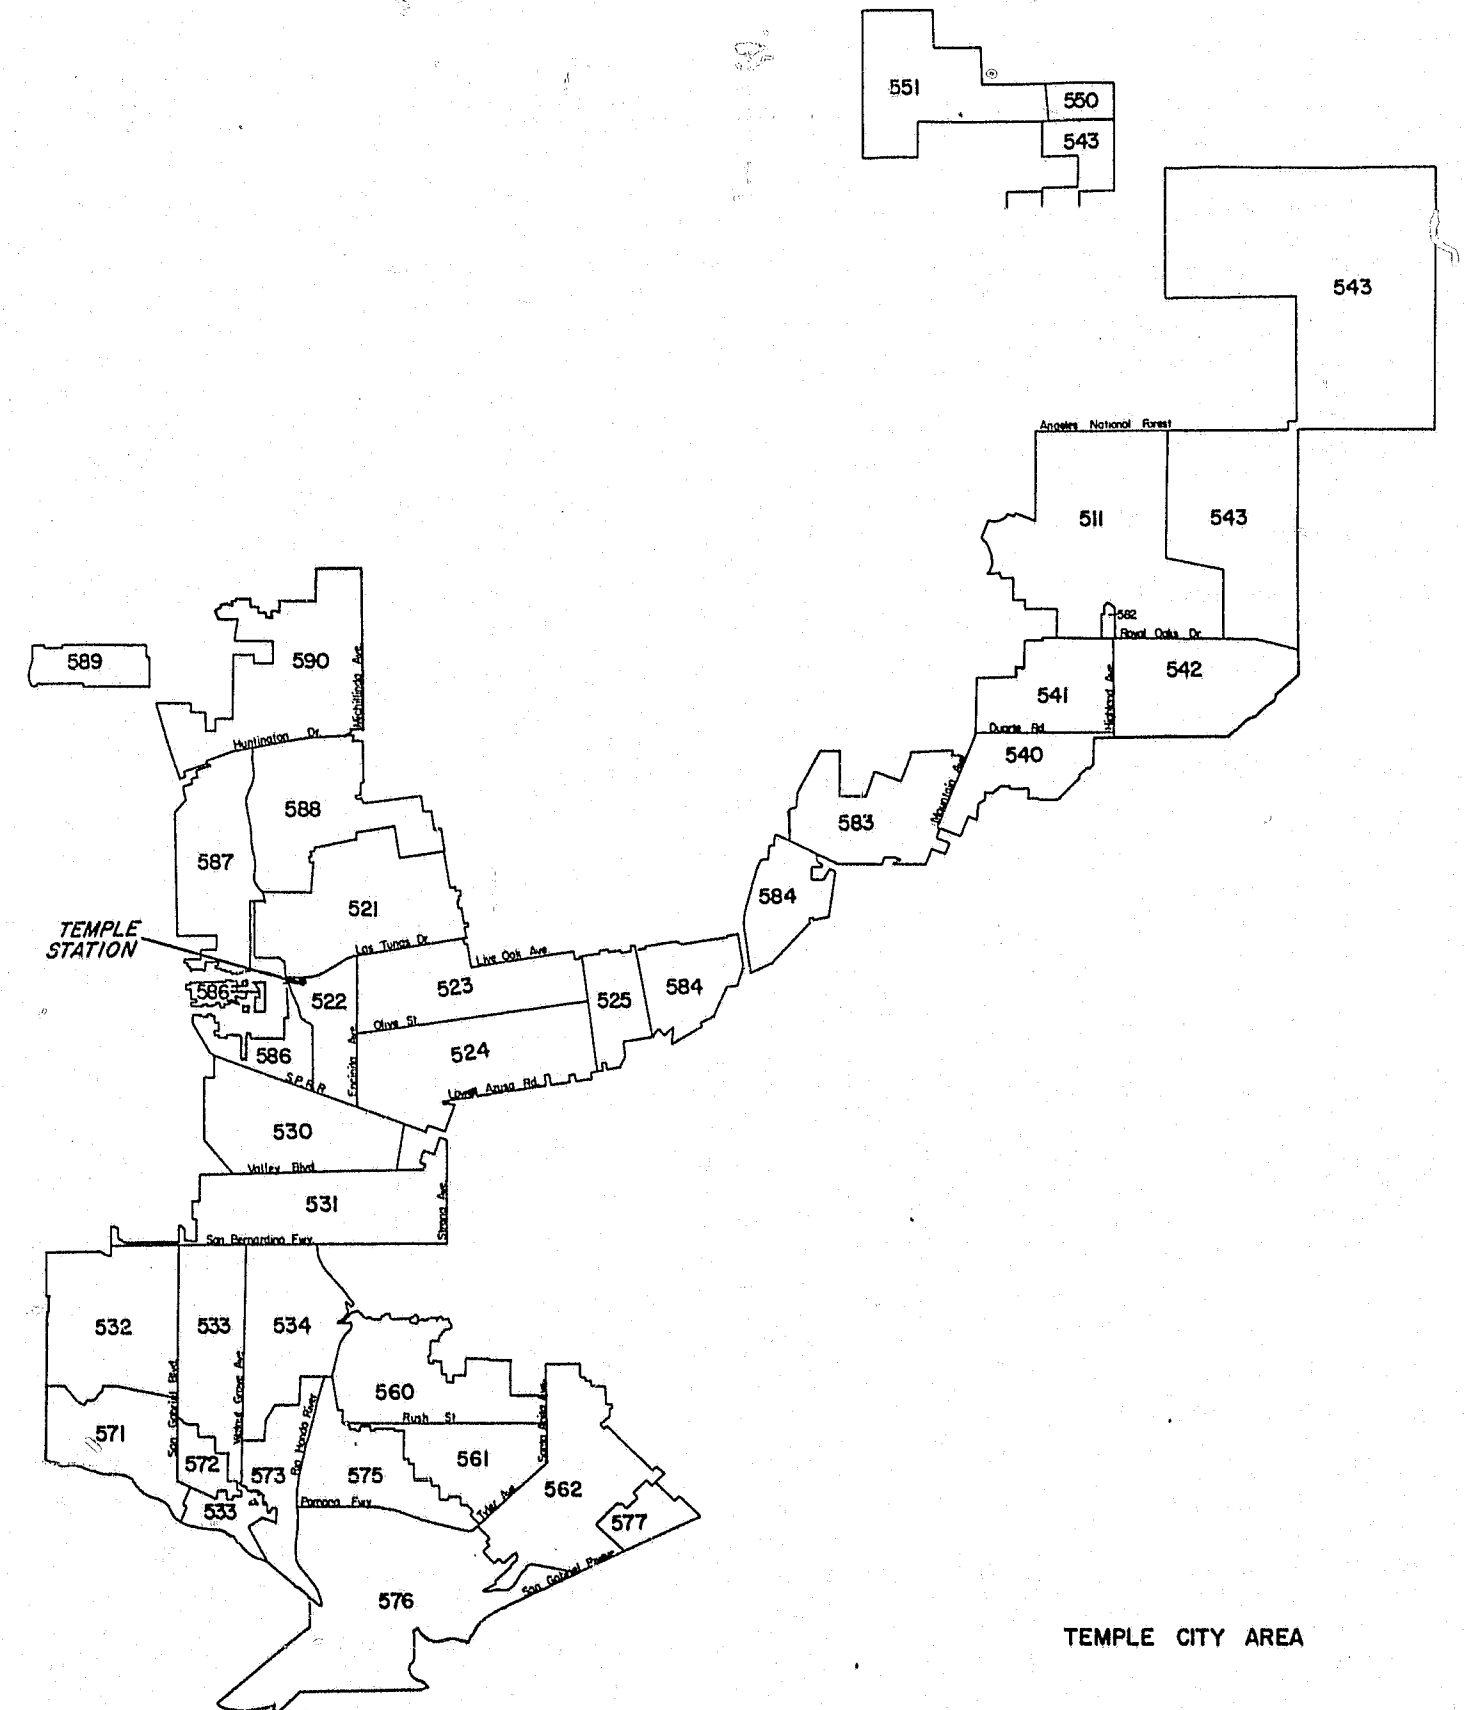 551
550
543
543
Angeles National Forest
511
543
582
Royal Oaks Dr.
589
590
Michillinda Ave.
542
541
Highland Ave
Huntington Dr.
Duarte Rd.
540
Mountain Ave
588
583
587
584
521
TEMPLE
STATION
Las Tunas Dr.
Live Oak Ave.
586
522
523
525
584
Olive St.
524
586
Encinita Ave
S.P.R.R.
Lower Azusa Rd.
530
Valley Blvd.
531
Strang Ave.
San Bernardino Fwy.
532
533
534
San Gabriel Blvd.
Walnut Grove Ave.
560
Rio Hondo River
Rush St.
Santa Anita Ave.
571
572
573
575
561
562
Pomona Fwy.
Tyler Ave.
533
577
San Gabriel River
576
TEMPLE CITY AREA